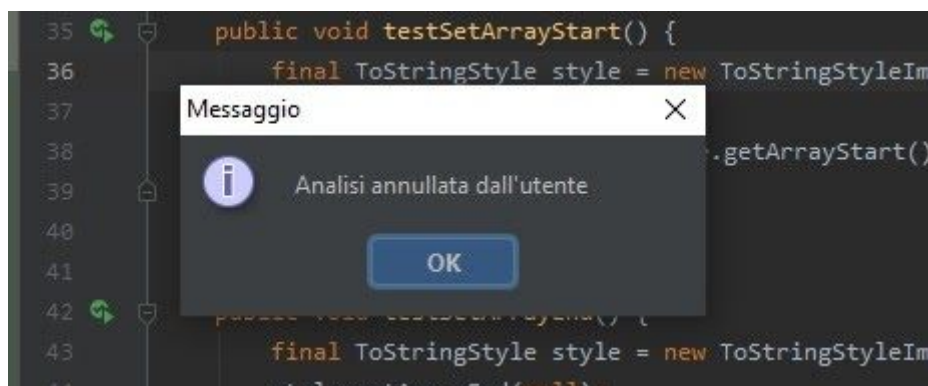 35 public void testSetArrayStart() {
36 final ToStringStyle style = new ToStringStyleIm
37
Messaggio
38 .getArrayStart()
39
Analisi annullata dall'utente
40
41
OK
42
43 final ToStringStyle style = new ToStringStyleIm